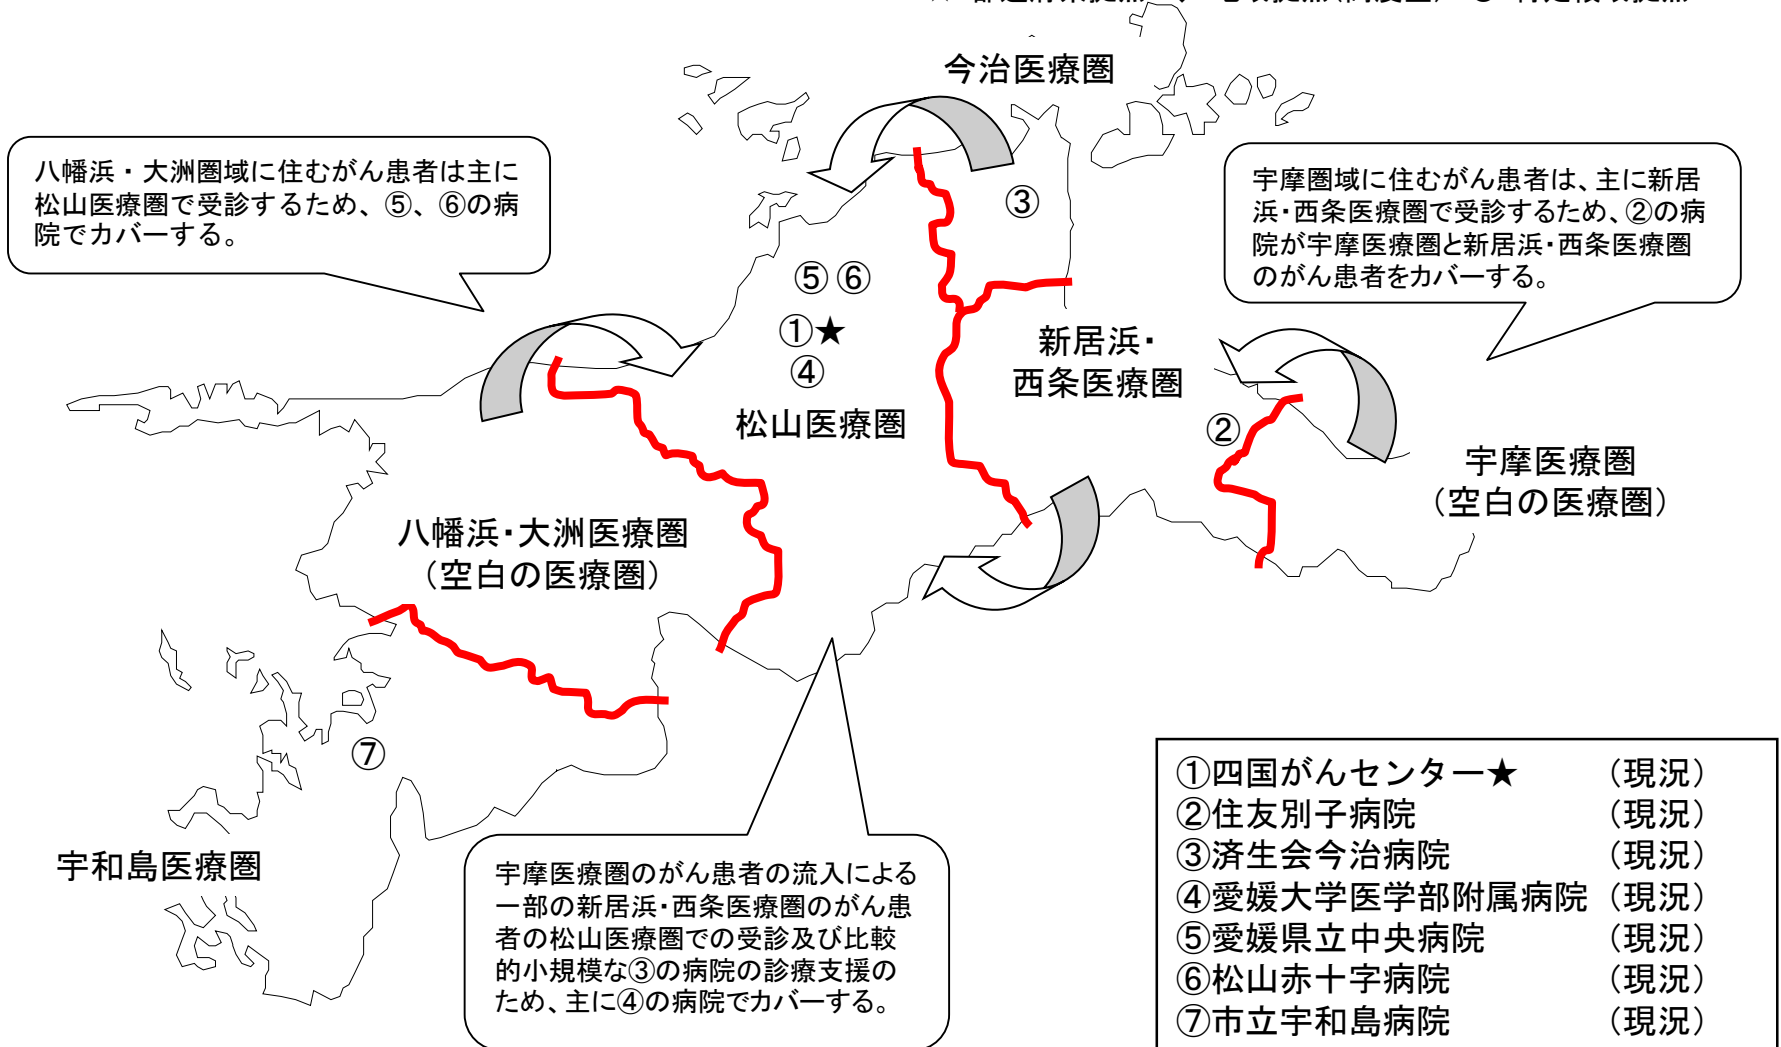 今治医療圏
八幡浜・大洲圏域に住むがん患者は主に
松山医療圏で受診するため、⑤、⑥の病
院でカバーする。
宇摩圏域に住むがん患者は、主に新居
浜・西条医療圏で受診するため、②の病
院が宇摩医療圏と新居浜・西条医療圏
のがん患者をカバーする。
③
⑤⑥
①★
④
松山医療圏
新居浜・
西条医療圏
②
宇摩医療圏
(空白の医療圏)
八幡浜・大洲医療圏
(空白の医療圏)
⑦
宇和島医療圏
宇摩医療圏のがん患者の流入による
一部の新居浜・西条医療圏のがん患
者の松山医療圏での受診及び比較
的小規模な③の病院の診療支援の
ため、主に④の病院でカバーする。
①四国がんセンター★ (現況)
②住友別子病院 (現況)
③済生会今治病院 (現況)
④愛媛大学医学部附属病院 (現況)
⑤愛媛県立中央病院 (現況)
⑥松山赤十字病院 (現況)
⑦市立宇和島病院 (現況)